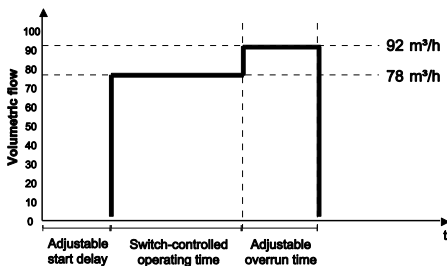 100
90
80
70
60
50
40
30
20
10
0
Volumetric flow
92 m³/h
78 m³/h
t
Adjustable
start delay
Switch-controlled
operating time
Adjustable
overrun time